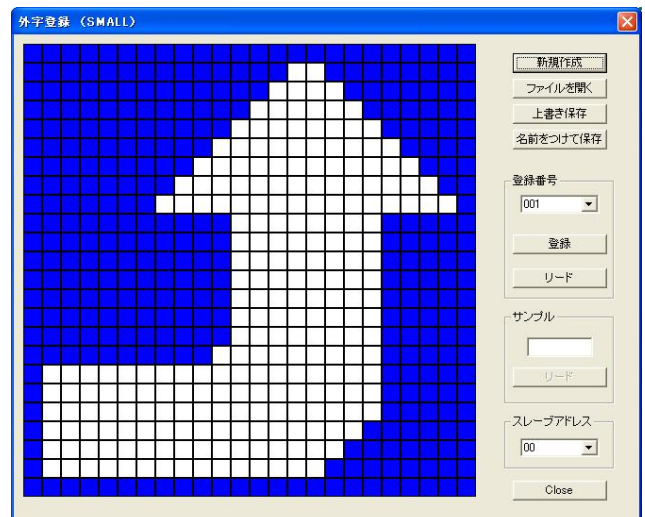 外字登録 （SMALL）
新規作成
ファイルを開く
上書き保存
名前をつけて保存
登録番号
001
登録
リード
サンプル
リード
スレーブアドレス
00
Close